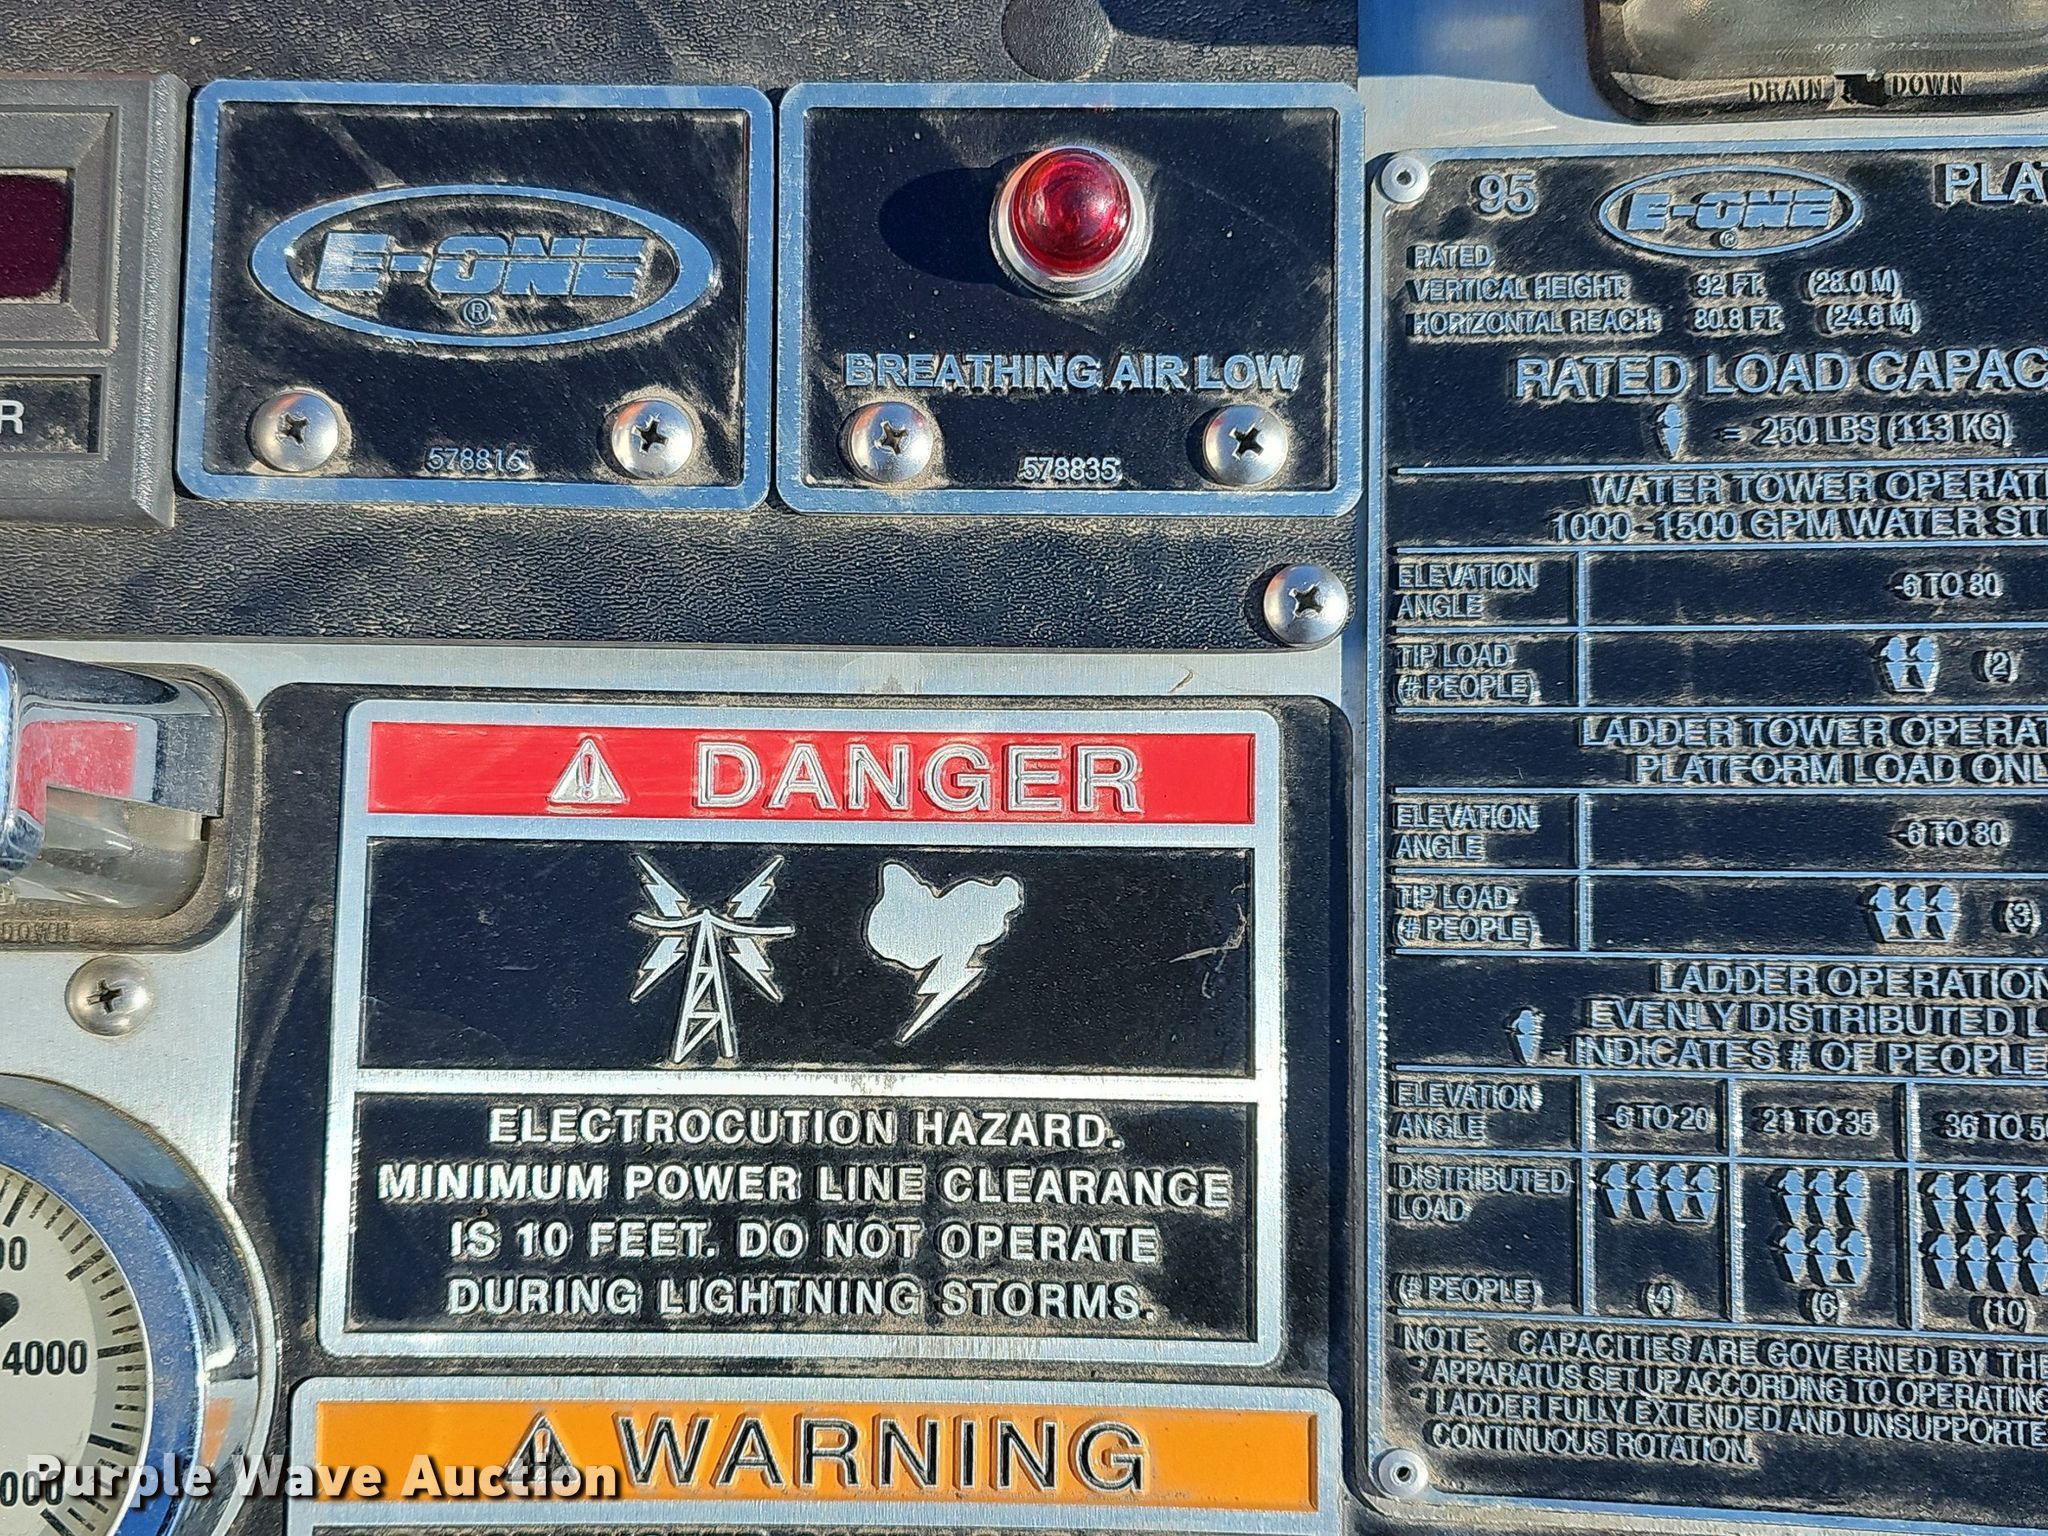 DRAIN DOWN
R
E-ONE
®
578816
BREATHING AIR LOW
578835
95 E-ONE
®
RATED
VERTICAL HEIGHT: 92 FT. (28.0 M)
HORIZONTAL REACH: 80.8 FT. (24.6 M)
RATED LOAD
= 250 LBS (113 KG)
WATER TOWER
1000-1500 GPM WATER
ELEVATION
ANGLE
-6 TO 80
TIP LOAD
(# PEOPLE)
(2)
LADDER TOWER
PLATFORM LOAD
ELEVATION
ANGLE
-6 TO 80
TIP LOAD
(# PEOPLE)
(3)
LADDER OPERATION
EVENLY DISTRIBUTED
- INDICATES # OF PEOPLE
ELEVATION
ANGLE
-6 TO 20 21 TO 35 36 TO
DISTRIBUTED
LOAD
(# PEOPLE) (4) (6) (10)
NOTE: CAPACITIES ARE GOVERNED BY THE
* APPARATUS SET UP ACCORDING TO OPERATING
* LADDER FULLY EXTENDED AND
CONTINUOUS ROTATION.
DANGER
ELECTROCUTION HAZARD.
MINIMUM POWER LINE CLEARANCE
IS 10 FEET. DO NOT OPERATE
DURING LIGHTNING STORMS.
WARNING
4000
Purple Wave Auction